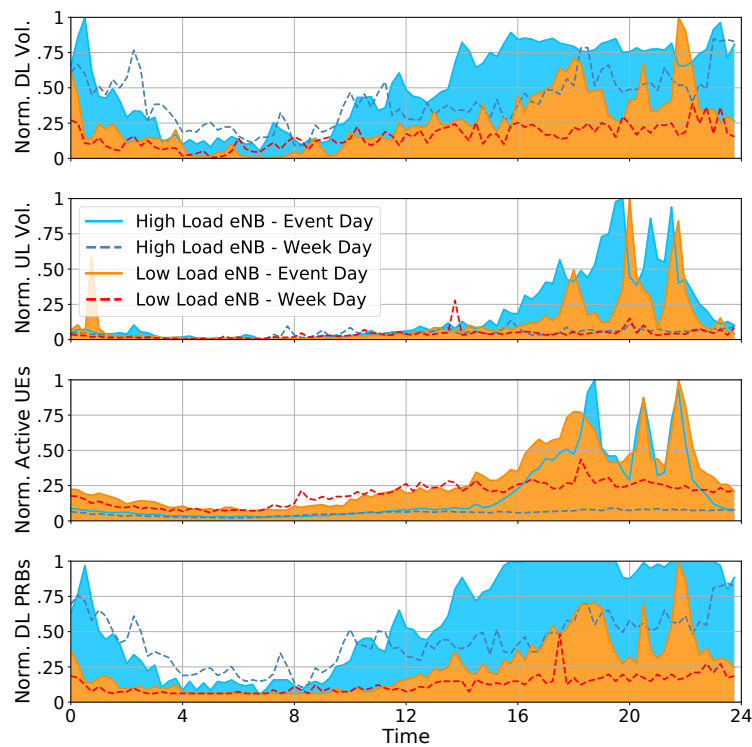 1
.75
.50
.25
0
Norm. DL Vol.
1
.75
.50
.25
0
Norm. UL Vol.
High Load eNB - Event Day
High Load eNB - Week Day
Low Load eNB - Event Day
Low Load eNB - Week Day
1
.75
.50
.25
0
Norm. Active UEs
1
.75
.50
.25
0
Norm. DL PRBs
0 4 8 12 16 20 24
Time